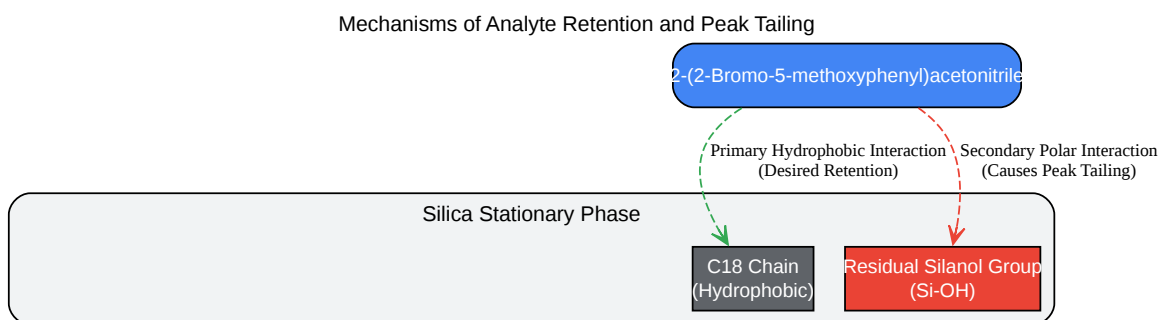 Mechanisms of Analyte Retention and Peak Tailing
2-(2-Bromo-5-methoxyphenyl)acetonitrile
Primary Hydrophobic Interaction
(Desired Retention)
Secondary Polar Interaction
(Causes Peak Tailing)
Silica Stationary Phase
C18 Chain
(Hydrophobic)
Residual Silanol Group
(Si-OH)